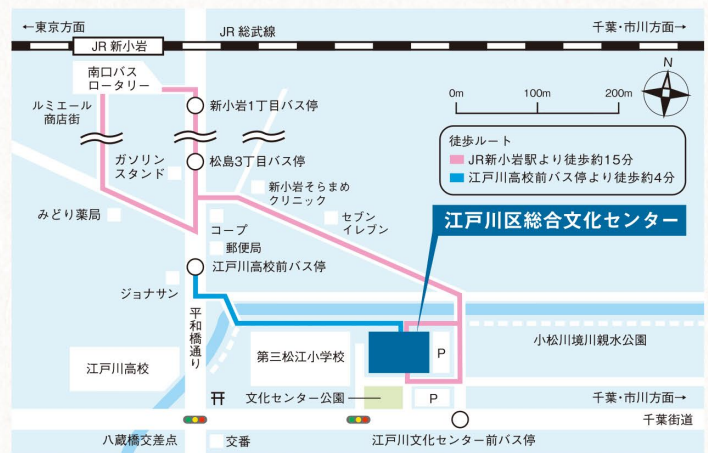 ←東京方面
JR 総武線
千葉・市川方面→
JR 新小岩
南口バス
ロータリー
N
0m
100m
200m
ルミエール
商店街
新小岩1丁目バス停
徒歩ルート
JR新小岩駅より徒歩約15分
江戸川高校前バス停より徒歩約4分
ガソリン
スタンド
松島3丁目バス停
新小岩そらまめ
クリニック
みどり薬局
コープ
セブン
イレブン
江戸川区総合文化センター
郵便局
江戸川高校前バス停
ジョナサン
平和橋通り
小松川境川親水公園
第三松江小学校
P
江戸川高校
文化センター公園
P
千葉・市川方面→
千葉街道
八蔵橋交差点
交番
江戸川文化センター前バス停